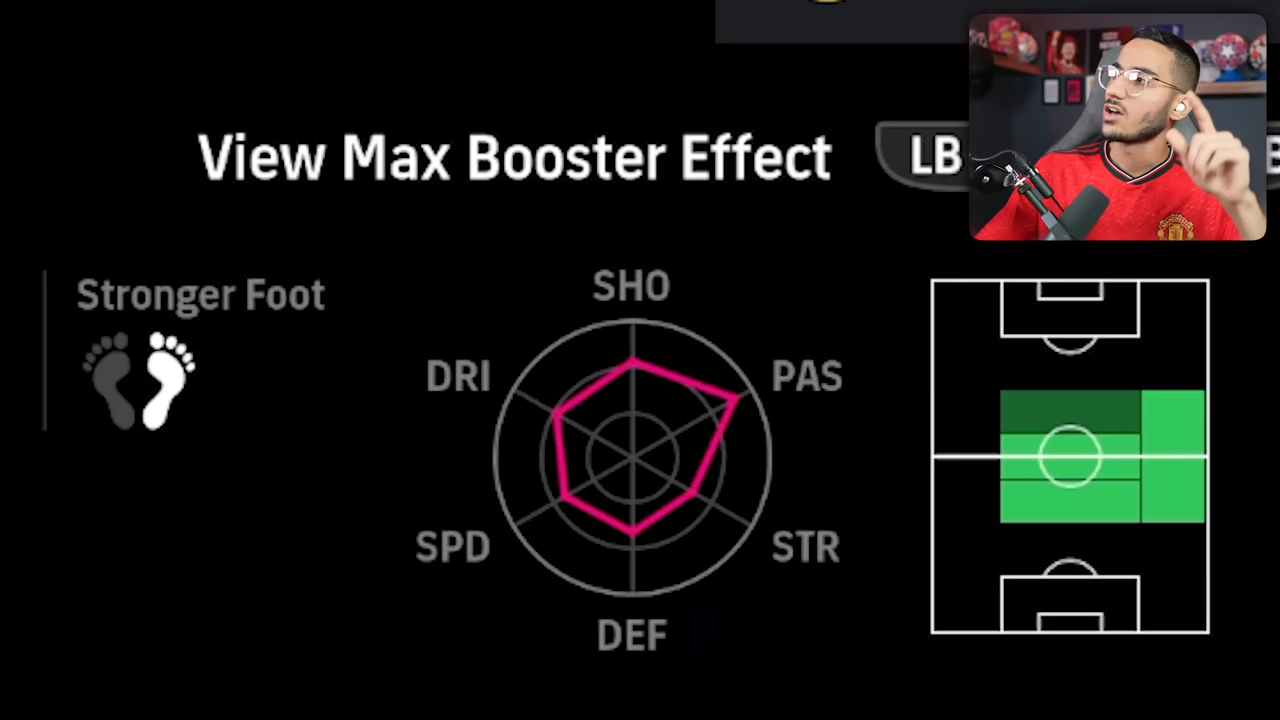 View Max Booster Effect
LB
Stronger Foot
SHO
DRI
PAS
SPD
STR
DEF